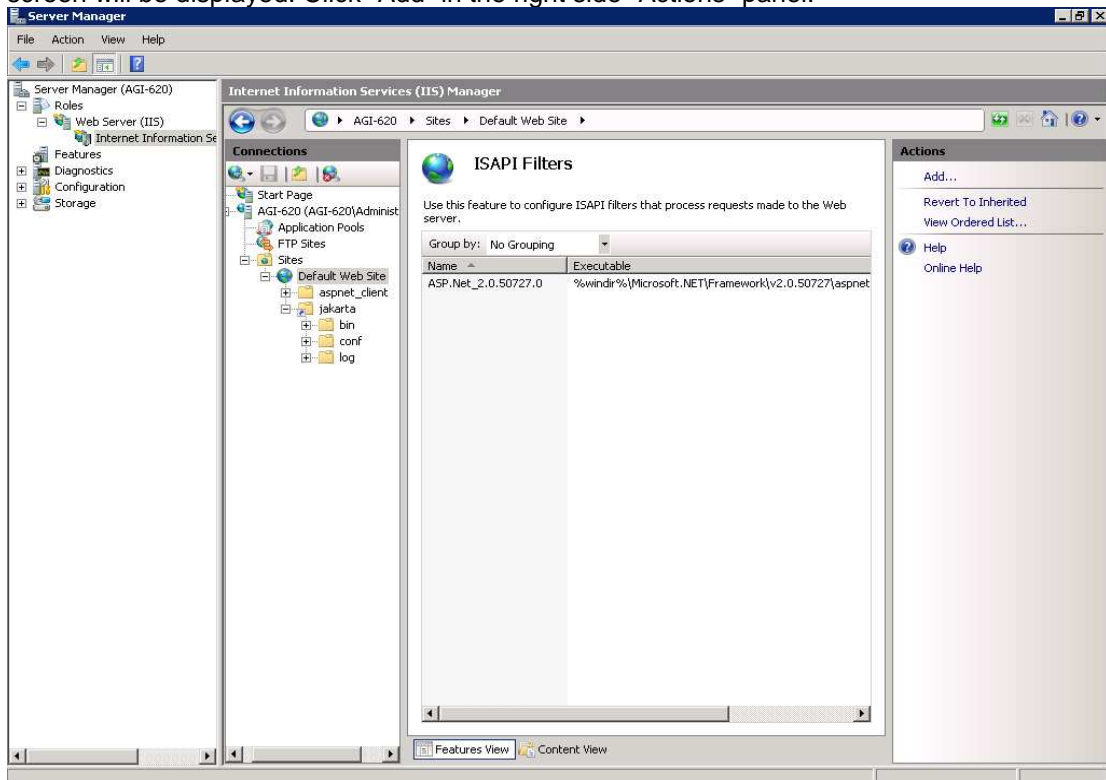 screen will be displayed. Click "Add" in the right side "Actions" panel.
Server Manager
File Action View Help
Server Manager (AGI-620)
Roles
Web Server (IIS)
Internet Information Se
Features
Diagnostics
Configuration
Storage
Internet Information Services (IIS) Manager
AGI-620 Sites Default Web Site
Connections
Start Page
AGI-620 (AGI-620\Administ
Application Pools
FTP Sites
Sites
Default Web Site
aspnet_client
jakarta
bin
conf
log
ISAPI Filters
Use this feature to configure ISAPI filters that process requests made to the Web
server.
Group by: No Grouping
Name Executable
ASP.Net_2.0.50727.0 %windir%\Microsoft.NET\Framework\v2.0.50727\aspnet
Features View Content View
Actions
Add...
Revert To Inherited
View Ordered List...
Help
Online Help